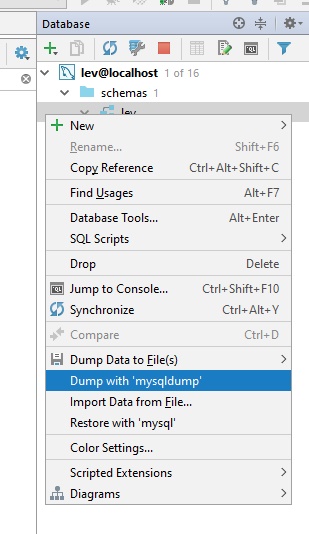 Database
lev@localhost 1 of 16
schemas 1
lev
New
Rename... Shift+F6
Copy Reference Ctrl+Alt+Shift+C
Find Usages Alt+F7
Database Tools... Alt+Enter
SQL Scripts
Drop Delete
Jump to Console... Ctrl+Shift+F10
Synchronize Ctrl+Alt+Y
Compare Ctrl+D
Dump Data to File(s)
Dump with 'mysqldump'
Import Data from File...
Restore with 'mysql'
Color Settings...
Scripted Extensions
Diagrams